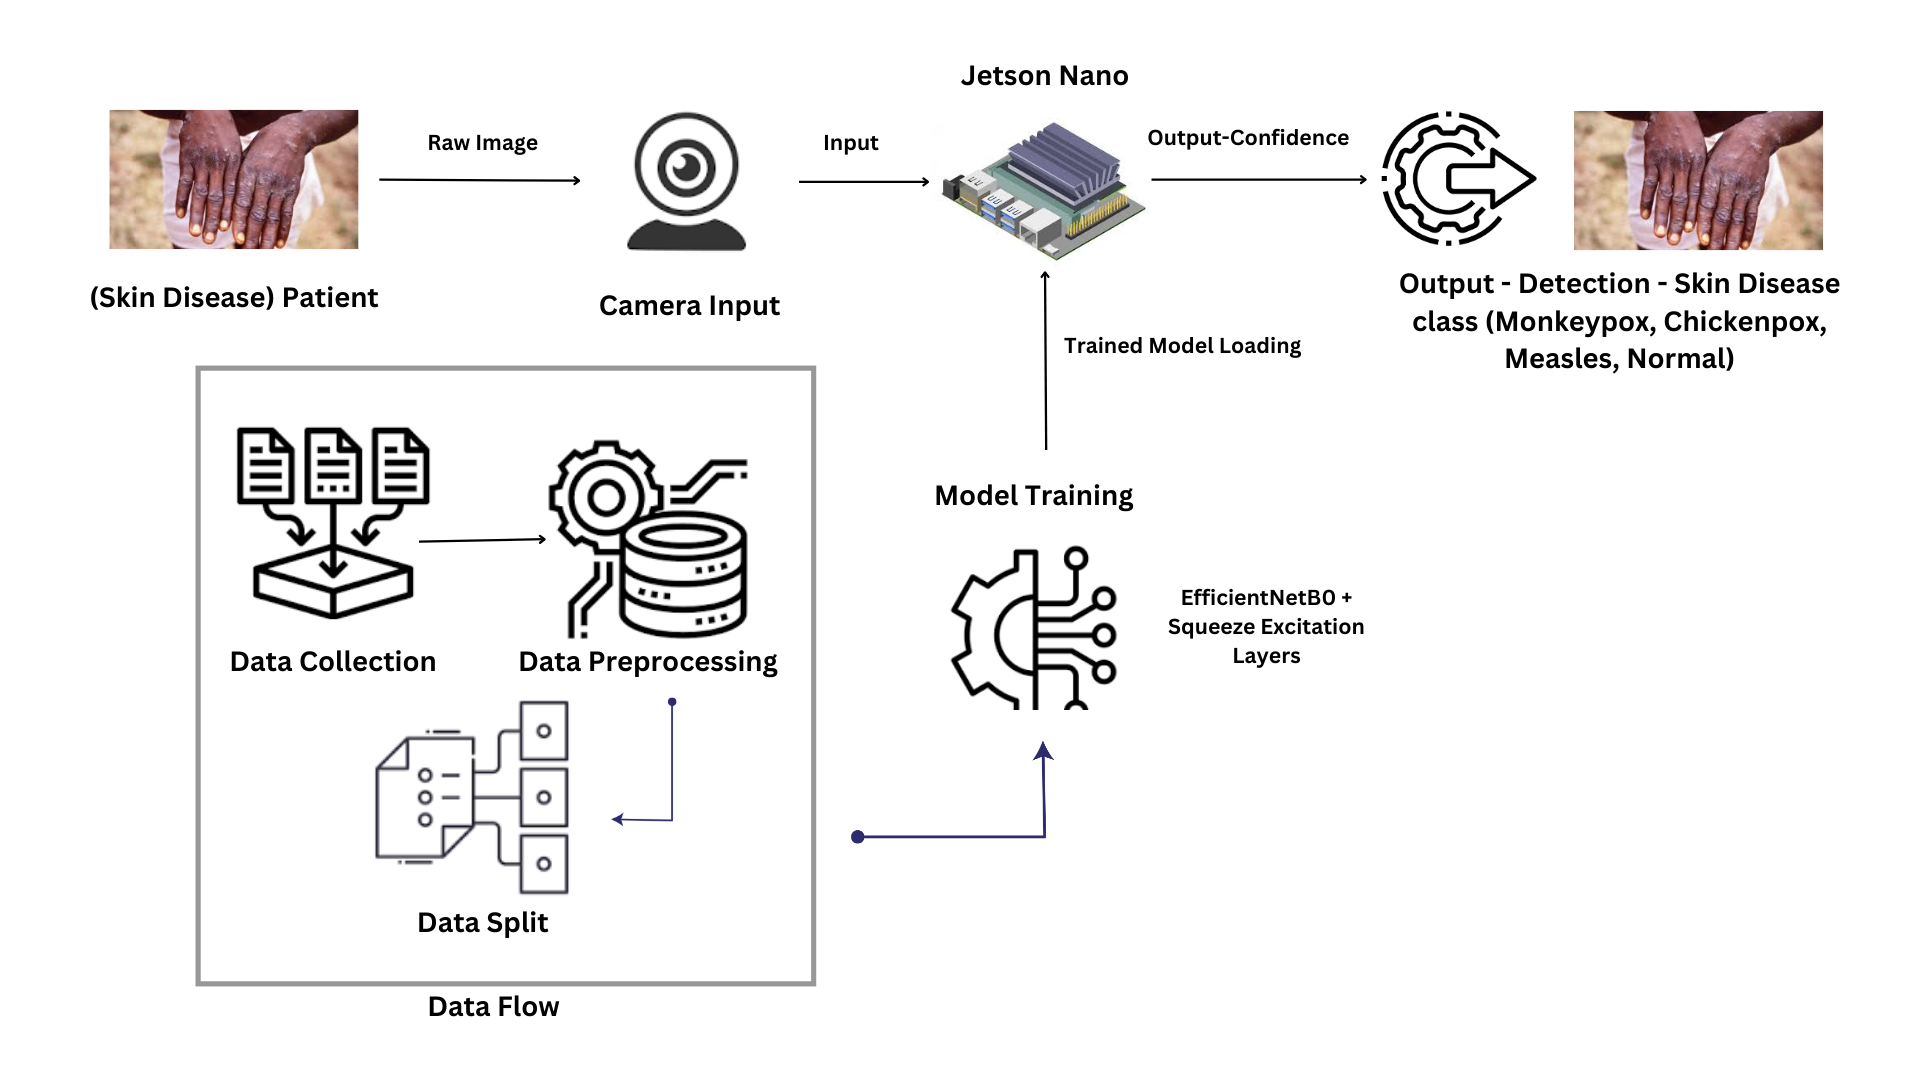 Jetson Nano
Raw Image
Input
Output-Confidence
(Skin Disease) Patient
Camera Input
Output - Detection - Skin Disease
class (Monkeypox, Chickenpox,
Measles, Normal)
Trained Model Loading
Model Training
EfficientNetB0 +
Squeeze Excitation
Layers
Data Collection
Data Preprocessing
Data Split
Data Flow